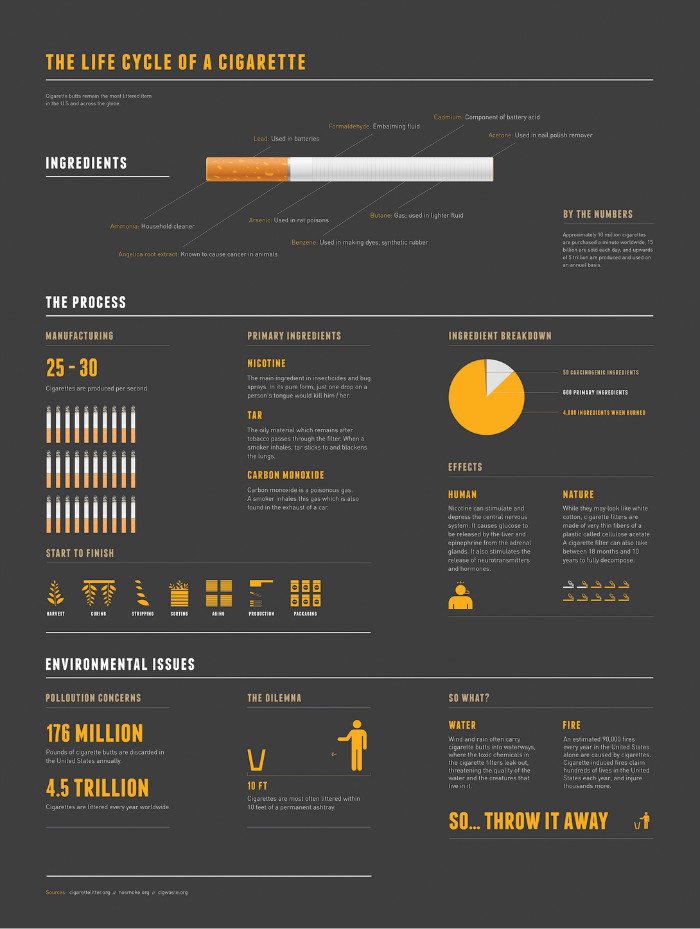 THE LIFE CYCLE OF A CIGARETTE
Cigarette butts remain the most littered item
in the U.S and across the globe
Cadmium: Component of battery acid
Formaldehyde: Embalming fluid
Acetone: Used in nail polish remover
Lead: Used in batteries
INGREDIENTS
Butane: Gas; used in lighter fluid
Arsenic: Used in rat poisons
Ammonia: Household cleaner
Benzene: Used in making dyes, synthetic rubber
Angelica root extract: Known to cause cancer in animals
BY THE NUMBERS
Approximately 10 million cigarettes
are purchased a minute worldwide, 15
billion are sold each day, and upwards
of 5 trillion are produced and used on
an annual basis.
THE PROCESS
MANUFACTURING
25 - 30
Cigarettes are produced per second.
START TO FINISH
HARVEST
CURING
STRIPPING
SORTING
AGING
PRODUCTION
PACKAGING
PRIMARY INGREDIENTS
NICOTINE
The main ingredient in insecticides and bug
sprays. In its pure form, just one drop on a
person's tongue would kill him / her.
TAR
The oily material which remains after
tobacco passes through the filter. When a
smoker inhales, tar sticks to and blackens
the lungs.
CARBON MONOXIDE
Carbon monoxide is a poisonous gas.
A smoker inhales this gas which is also
found in the exhaust of a car.
INGREDIENT BREAKDOWN
50 CARCINOGENIC INGREDIENTS
600 PRIMARY INGREDIENTS
4,000 INGREDIENTS WHEN BURNED
EFFECTS
HUMAN
Nicotine can stimulate and
depress the central nervous
system. It causes glucose to
be released by the liver and
epinephrine from the adrenal
glands. It also stimulates the
release of neurotransmitters
and hormones.
NATURE
While they may look like white
cotton, cigarette filters are
made of very thin fibers of a
plastic called cellulose acetate.
A cigarette filter can also take
between 18 months and 10
years to fully decompose.
ENVIRONMENTAL ISSUES
POLLOUTION CONCERNS
176 MILLION
Pounds of cigarette butts are discarded in
the United States annually.
4.5 TRILLION
Cigarettes are littered every year worldwide.
THE DILEMMA
10 FT
Cigarettes are most often littered within
10 feet of a permanent ashtray.
SO WHAT?
WATER
Wind and rain often carry
cigarette butts into waterways,
where the toxic chemicals in
the cigarette filters leak out,
threatening the quality of the
water and the creatures that
live in it.
FIRE
An estimated 90,000 fires
every year in the United States
alone are caused by cigarettes.
Cigarette induced fires claim
hundreds of lives in the United
States each year, and injure
thousands more.
SO... THROW IT AWAY
Sources: cigarettelitter.org // nosmoke.org // cigwaste.org